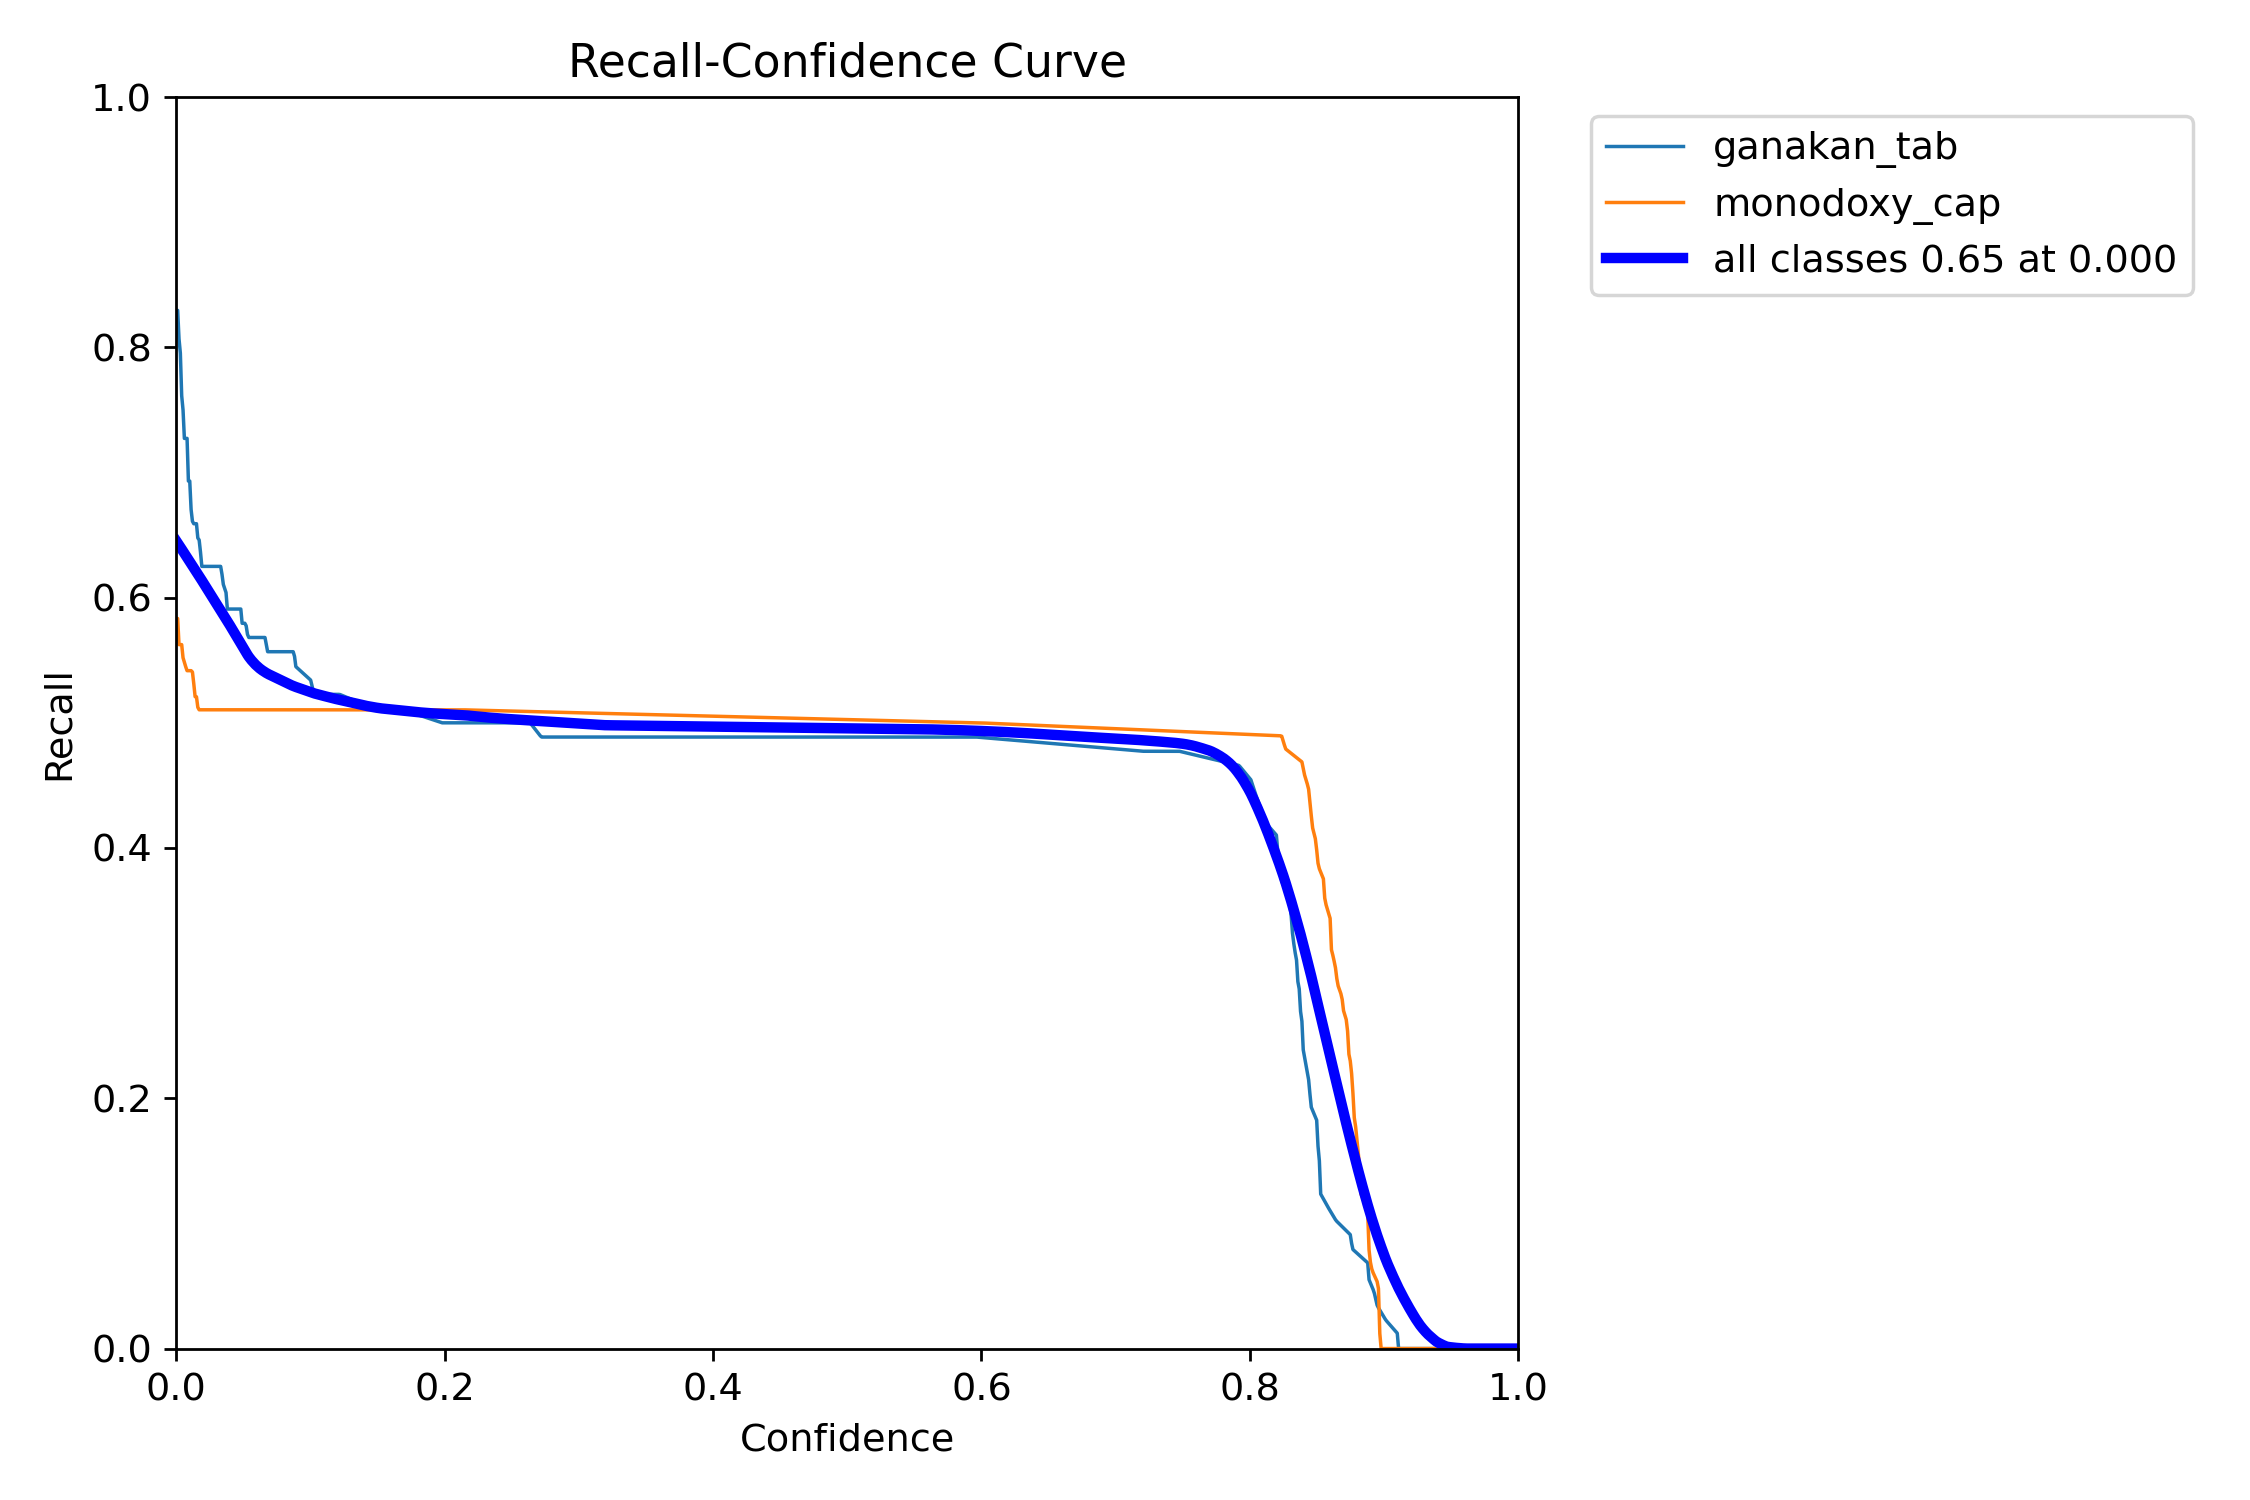 Recall-Confidence Curve
1.0
0.8
0.6
0.4
0.2
0.0
Recall
0.0 0.2 0.4 0.6 0.8 1.0
Confidence
ganakan_tab
monodoxy_cap
all classes 0.65 at 0.000